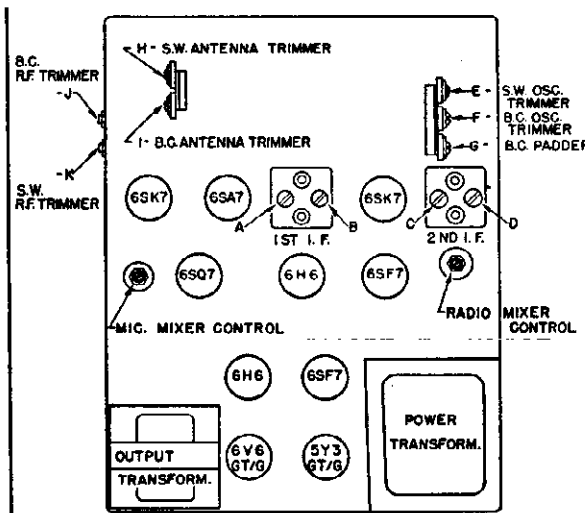 H - S.W. ANTENNA TRIMMER
B.C.
R.F. TRIMMER
- J
I - B.C. ANTENNA TRIMMER
- K
S.W.
R.F. TRIMMER
E - S.W. OSC.
TRIMMER
F - B.C. OSC.
TRIMMER
G - B.C. PADDER
6SK7
6SA7
A
B
1ST I.F.
6SK7
C
D
2ND I.F.
6SQ7
6H6
6SF7
MIC. MIXER CONTROL
RADIO MIXER
CONTROL
6H6
6SF7
OUTPUT
TRANSFORM.
6V6
GT/G
5Y3
GT/G
POWER
TRANSFORM.